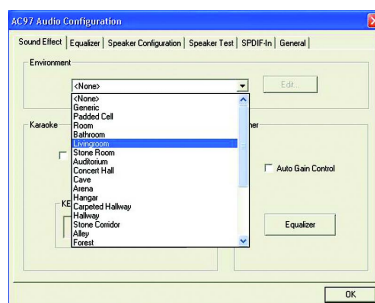 AC97 Audio Configuration
Sound Effect Equalizer Speaker Configuration Speaker Test SPDIF-In General
Environment
<None>
Edit...
<None>
Generic
Padded Cell
Room
Bathroom
Livingroom
Stone Room
Auditorium
Concert Hall
Cave
Arena
Hangar
Carpeted Hallway
Hallway
Stone Corridor
Alley
Forest
Karaoke
Auto Gain Control
KE
Equalizer
OK